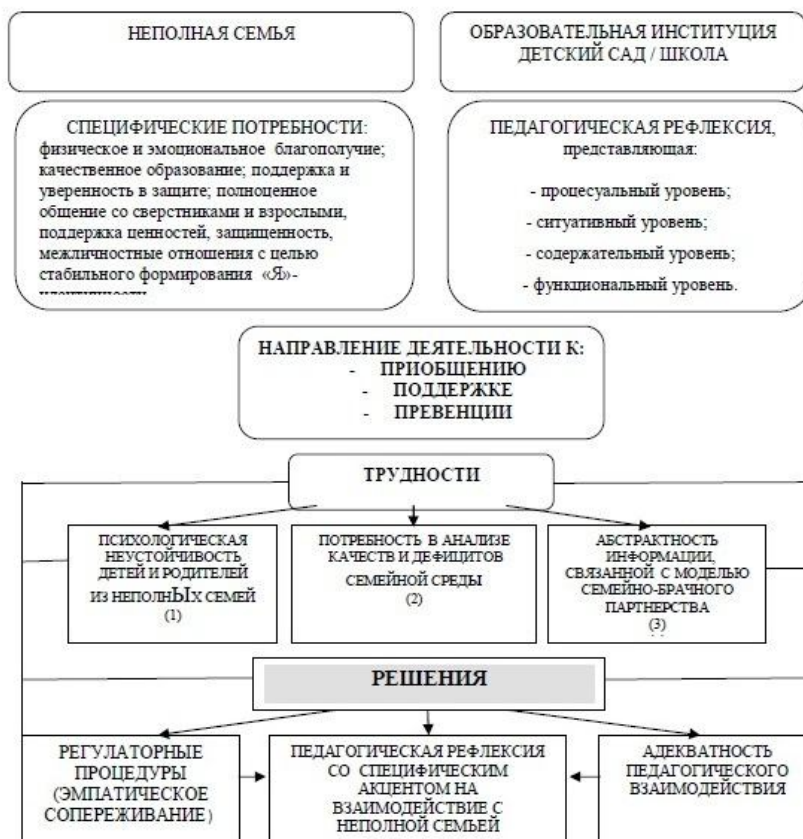 НЕПОЛНАЯ СЕМЬЯ
ОБРАЗОВАТЕЛЬНАЯ ИНСТИТУЦИЯ
ДЕТСКИЙ САД / ШКОЛА
СПЕЦИФИЧЕСКИЕ ПОТРЕБНОСТИ:
физическое и эмоциональное благополучие;
качественное образование; поддержка и
уверенность в защите; полноценное
общение со сверстниками и взрослыми,
поддержка ценностей, защищенность,
межличностные отношения с целью
стабильного формирования «Я»-
ПЕДАГОГИЧЕСКАЯ РЕФЛЕКСИЯ,
представляющая:
- процесуальный уровень;
- ситуативный уровень;
- содержательный уровень;
- функциональный уровень.
НАПРАВЛЕНИЕ ДЕЯТЕЛЬНОСТИ К:
- ПРИОБЩЕНИЮ
- ПОДДЕРЖКЕ
- ПРЕВЕНЦИИ
ТРУДНОСТИ
ПСИХОЛОГИЧЕСКАЯ
НЕУСТОЙЧИВОСТЬ
ДЕТЕЙ И РОДИТЕЛЕЙ
ИЗ НЕПОЛНЫХ СЕМЕЙ
(1)
ПОТРЕБНОСТЬ В АНАЛИЗЕ
КАЧЕСТВ И ДЕФИЦИТОВ
СЕМЕЙНОЙ СРЕДЫ
(2)
АБСТРАКТНОСТЬ
ИНФОРМАЦИИ,
СВЯЗАННОЙ С МОДЕЛЬЮ
СЕМЕЙНО-БРАЧНОГО
ПАРТНЕРСТВА
(3)
РЕШЕНИЯ
РЕГУЛАТОРНЫЕ
ПРОЦЕДУРЫ
(ЭМПАТИЧЕСКОЕ
СОПЕРЕЖИВАНИЕ)
ПЕДАГОГИЧЕСКАЯ РЕФЛЕКСИЯ
СО СПЕЦИФИЧЕСКИМ
АКЦЕНТОМ НА
ВЗАИМОДЕЙСТВИЕ С
НЕПОЛНОЙ СЕМЬЕЙ
АДЕКВАТНОСТЬ
ПЕДАГОГИЧЕСКОГО
ВЗАИМОДЕЙСТВИЯ